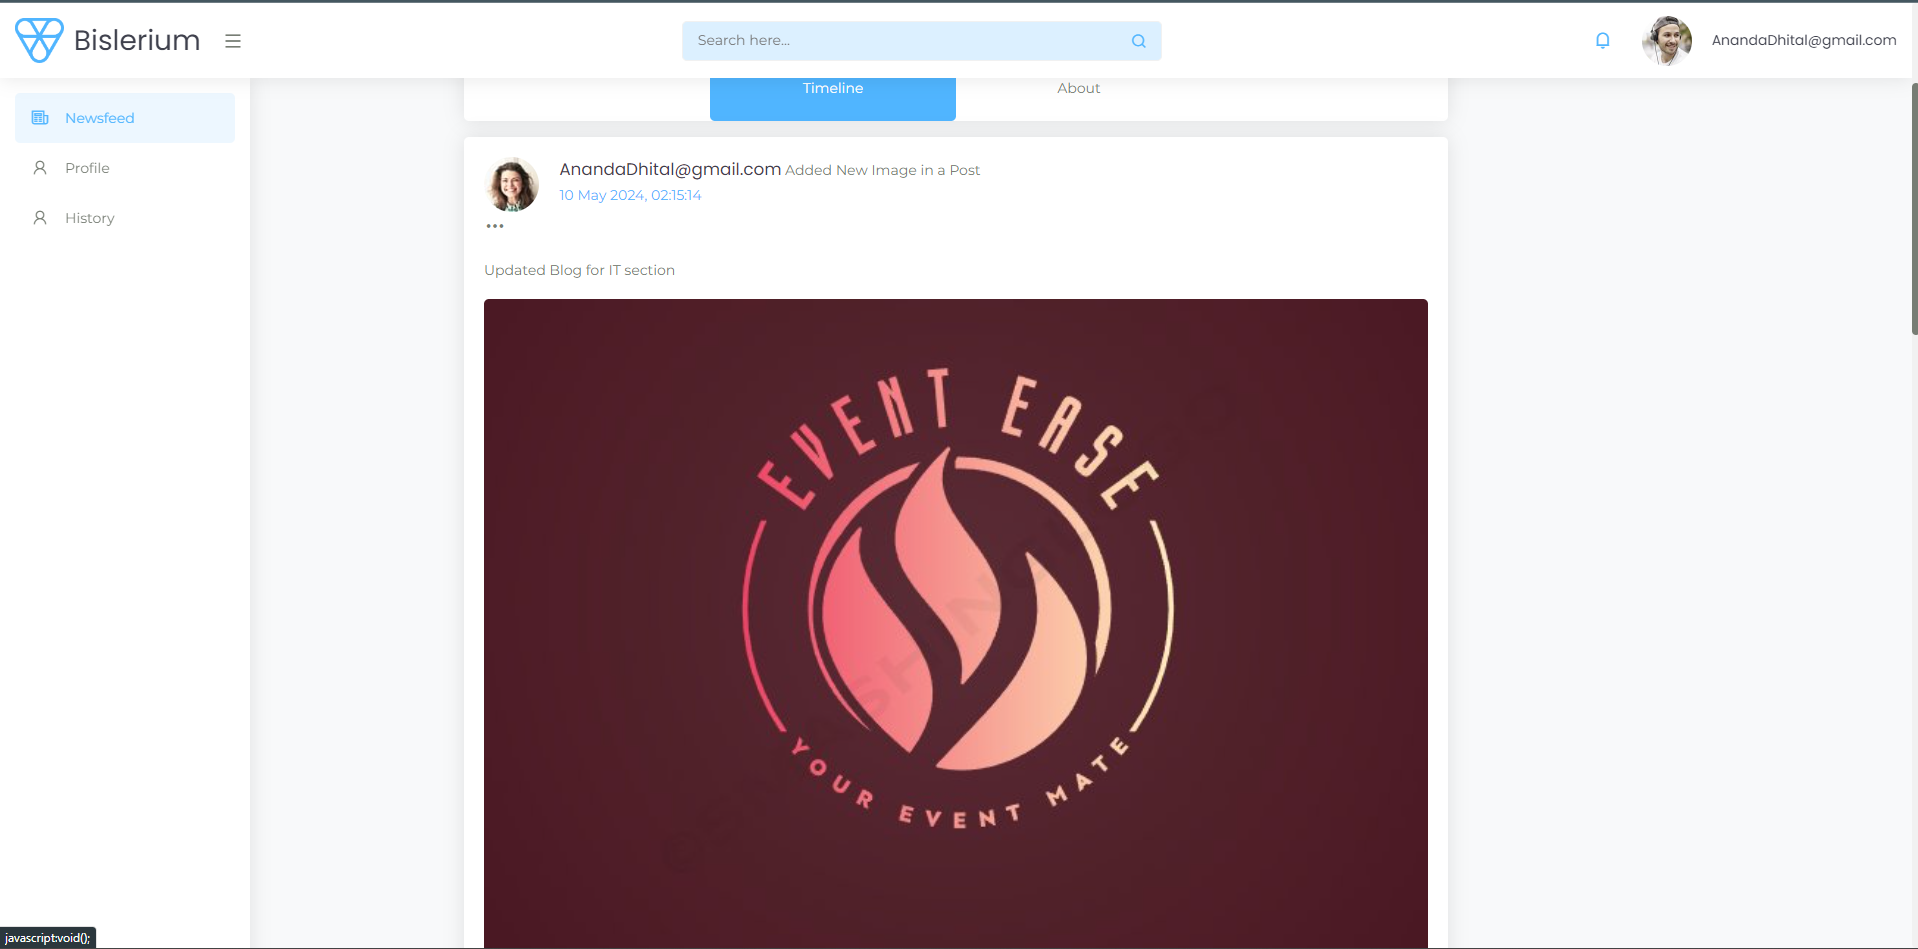 Bislerium
Search here...
AnandaDhital@gmail.com
Newsfeed
Profile
History
Timeline
About
AnandaDhital@gmail.com Added New Image in a Post
10 May 2024, 02:15:14
Updated Blog for IT section
EVENT EASE
YOUR EVENT MATE
javascript:void();